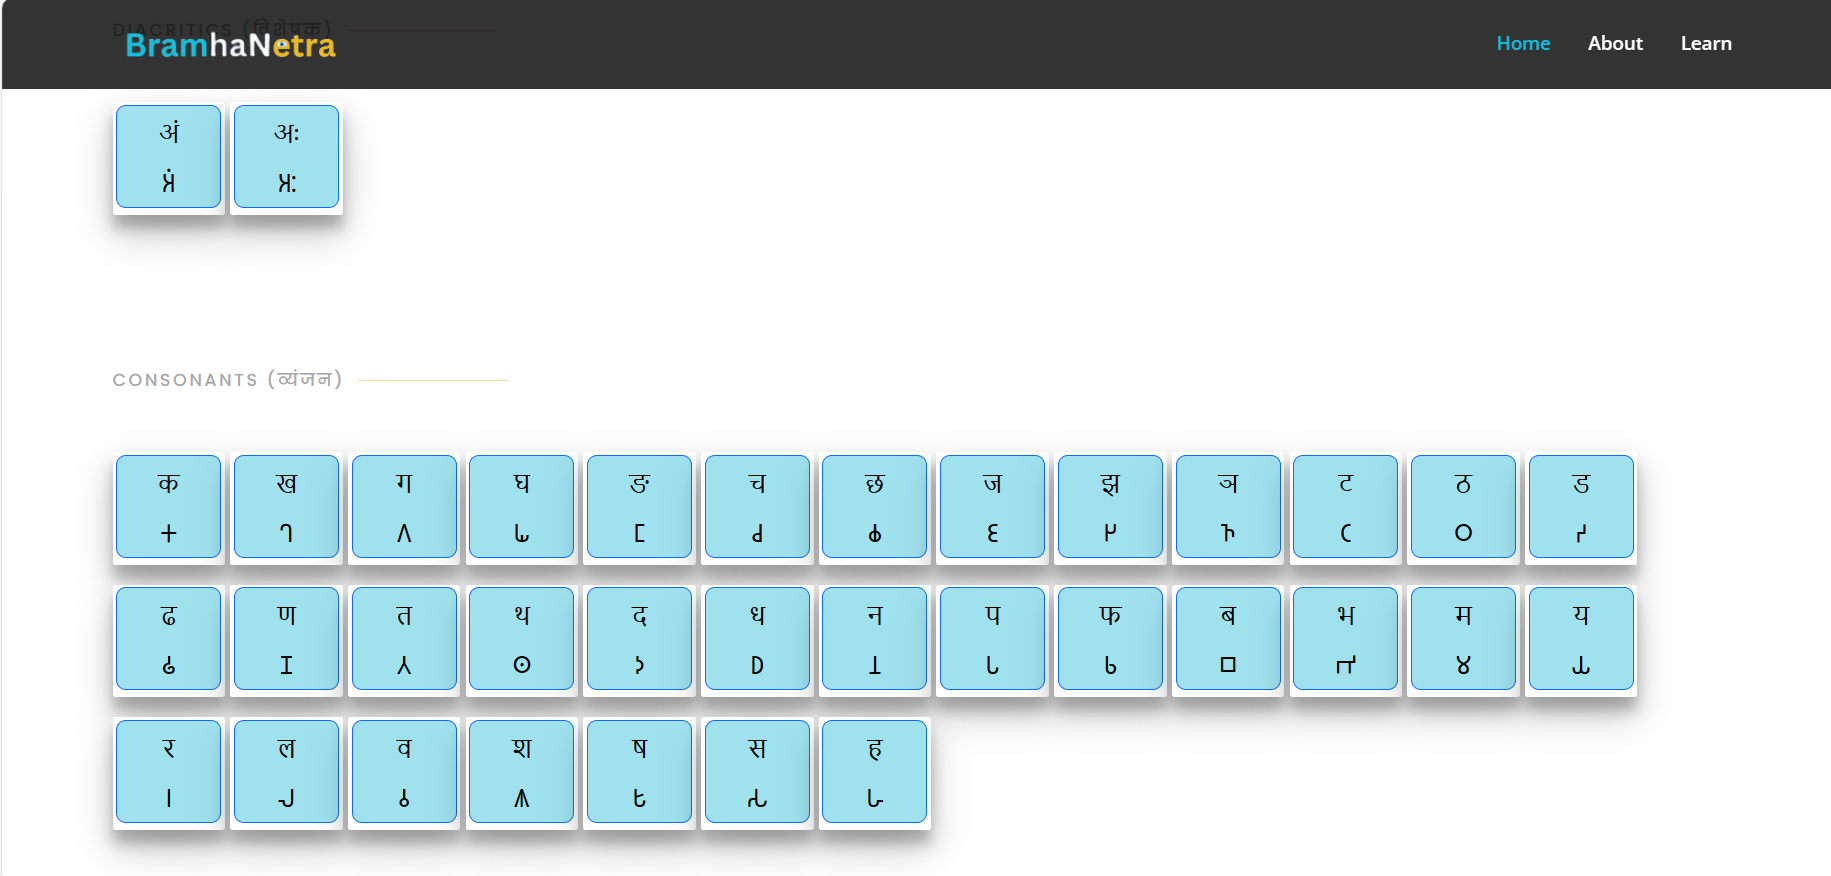 DIACRITICS (विशेषक)
BramhaNetra Home About Learn
अं अः
𑀅𑀁 𑀅𑀂
CONSONANTS (व्यंजन)
क ख ग घ ङ च छ ज झ ञ ट ठ ड
𑀓 𑀔 𑀕 𑀖 𑀗 𑀘 𑀙 𑀚 𑀛 𑀜 𑀝 𑀞 𑀟
ढ ण त थ द ध न प फ ब भ म य
𑀠 𑀡 𑀢 𑀣 𑀤 𑀥 𑀦 𑀧 𑀨 𑀩 𑀪 𑀫 𑀬
र ल व श ष स ह
𑀭 𑀮 𑀯 𑀰 𑀱 𑀲 𑀳